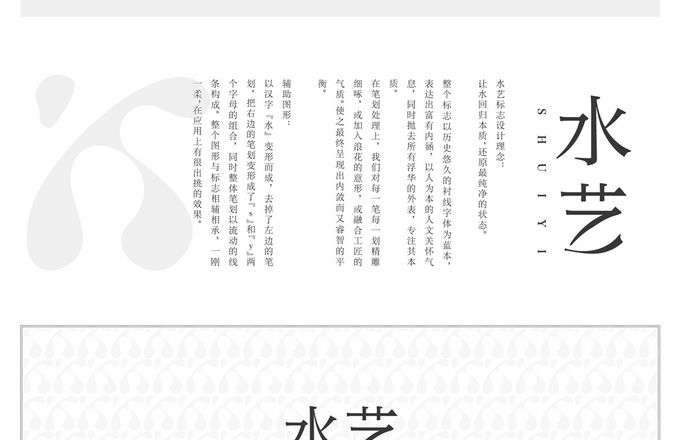 水艺
SHUIYI
水艺标志设计理念：
让水回归本质，还原最纯净的状态。
整个标志以历史悠久的衬线字体为蓝本，
表达出富有内涵，以人为本的人文关怀气
息，同时抛去所有浮华的外表，专注其本
质。
在笔划处理上，我们对每一笔每一划精雕
细啄，或加入浪花的意形，或融合工匠的
气质。使之最终呈现出内敛而又睿智的平
衡。
辅助图形：
以汉字『水』变形而成，去掉了左边的笔
划，把右边的笔划变形成了『s』和『y』两
个字母的组合，同时整体笔划以流动的线
条构成。整个图形与标志相辅相承，一刚
一柔，在应用上有很出挑的效果。
水艺